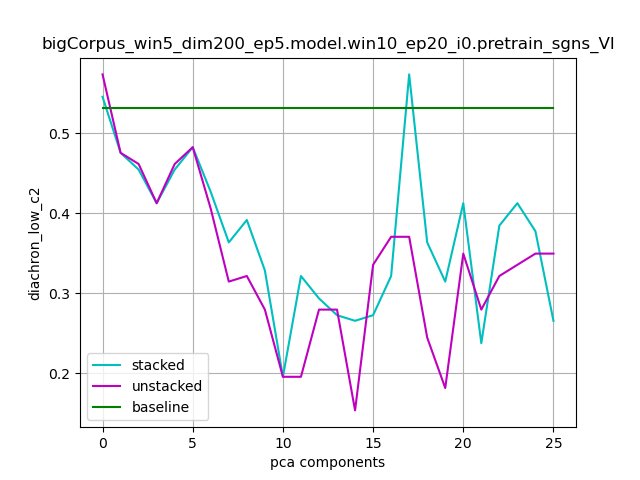 bigCorpus_win5_dim200_ep5.model.win10_ep20_i0.pretrain_sgns_VI
diachron_low_c2
0.5
0.4
0.3
0.2
stacked
unstacked
baseline
0 5 10 15 20 25
pca components